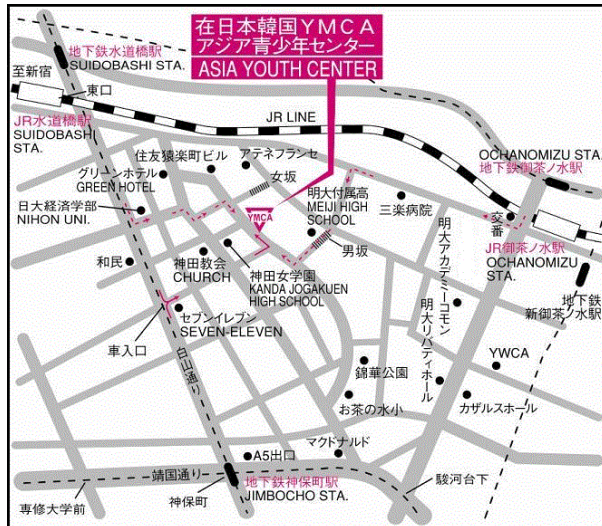 在日本韓国YMCA
アジア青少年センター
ASIA YOUTH CENTER
地下鉄水道橋駅
SUIDOBASHI STA.
至新宿
東口
JR LINE
JR水道橋駅
SUIDOBASHI
STA.
OCHANOMIZU STA.
地下鉄御茶ノ水駅
住友猿楽町ビル
アテネフランセ
グリーンホテル
GREEN HOTEL
女坂
明大付属高
MEIJI HIGH
SCHOOL
三楽病院
交番
日大経済学部
NIHON UNI.
YMCA
男坂
JR御茶ノ水駅
OCHANOMIZU
STA.
和民
神田教会
CHURCH
神田女学園
KANDA JOGAKUEN
HIGH SCHOOL
明大アカデミーコモン
明大リバティホール
地下鉄
新御茶ノ水駅
セブンイレブン
SEVEN-ELEVEN
車入口
白山通り
錦華公園
YWCA
お茶の水小
カザルスホール
マクドナルド
A5出口
靖国通り
専修大学前
神保町
地下鉄神保町駅
JIMBOCHO STA.
駿河台下